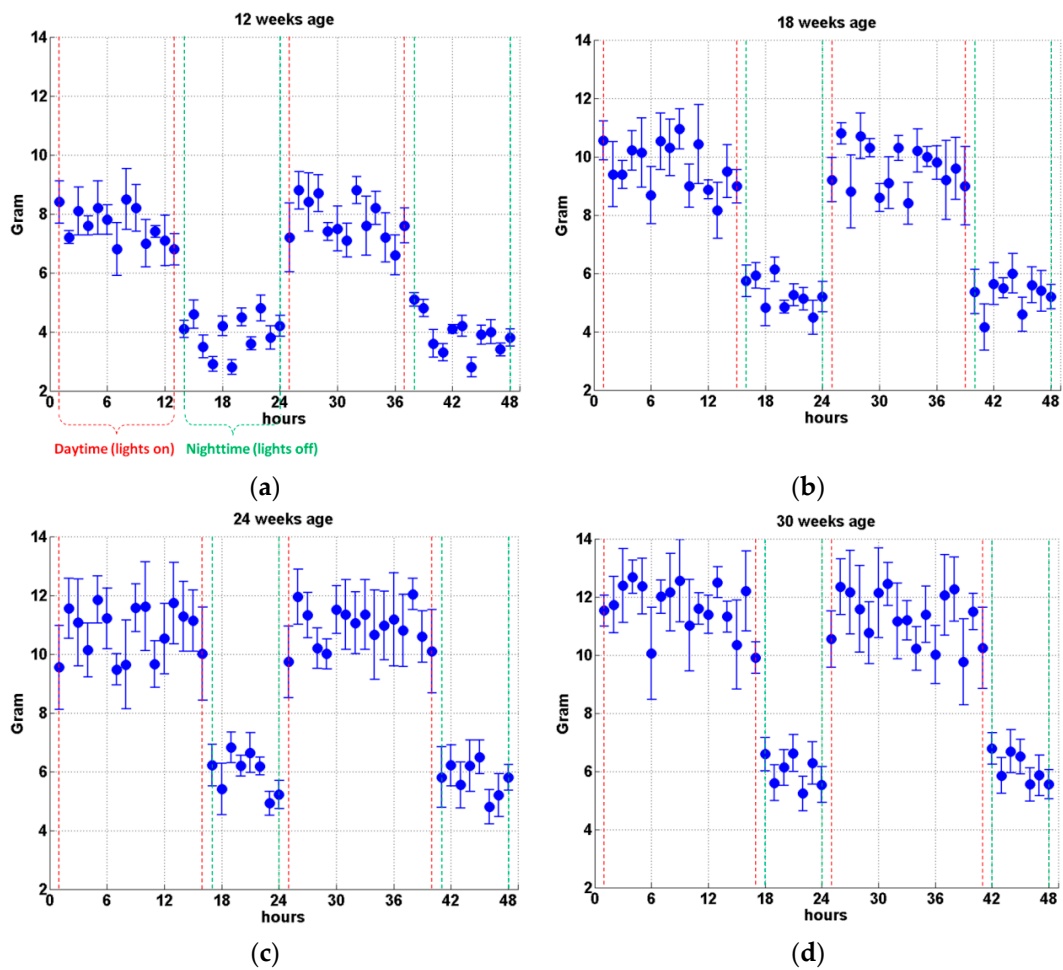 12 weeks age
14
12
10
8
6
4
2
Gram
0 6 12 18 24 30 36 42 48
hours
Daytime (lights on) Nighttime (lights off)
(a)
18 weeks age
14
12
10
8
6
4
2
Gram
0 6 12 18 24 30 36 42 48
hours
(b)
24 weeks age
14
12
10
8
6
4
2
Gram
0 6 12 18 24 30 36 42 48
hours
(c)
30 weeks age
14
12
10
8
6
4
2
Gram
0 6 12 18 24 30 36 42 48
hours
(d)